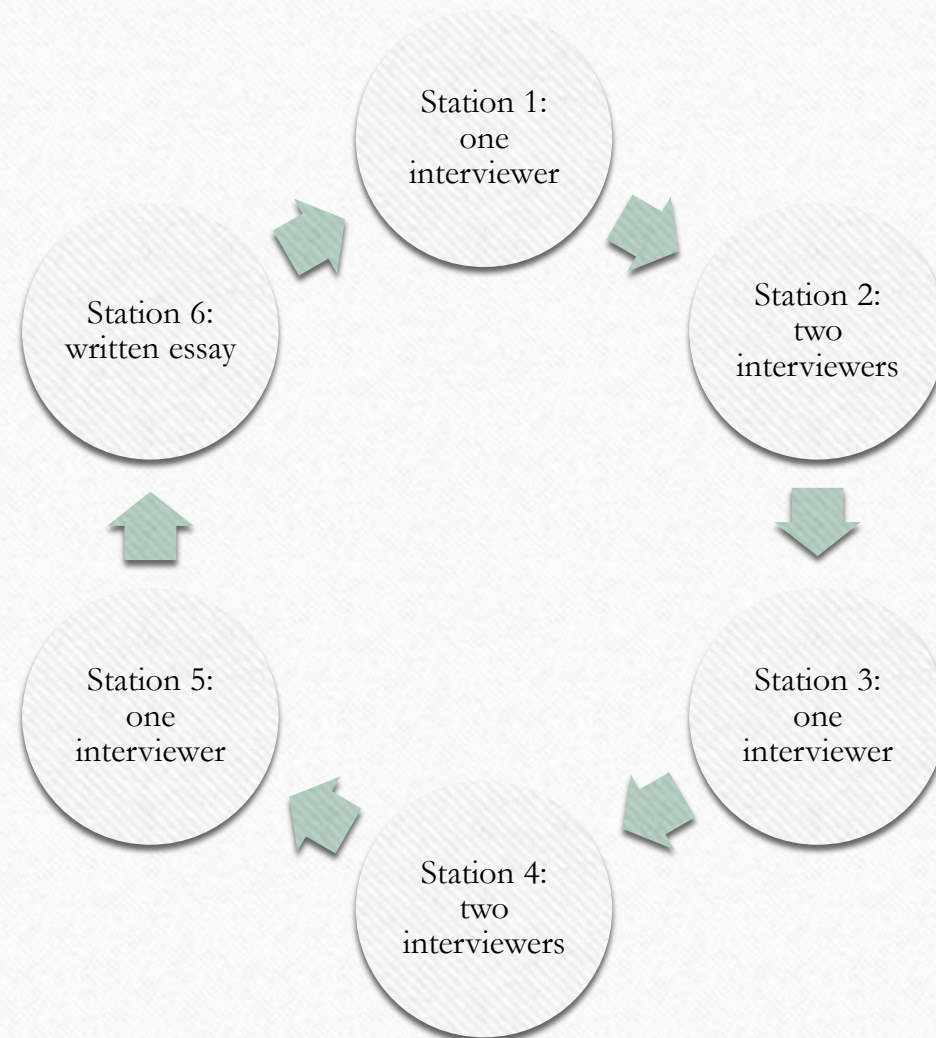 Station 1:
one
interviewer
Station 2:
two
interviewers
Station 3:
one
interviewer
Station 4:
two
interviewers
Station 5:
one
interviewer
Station 6:
written essay